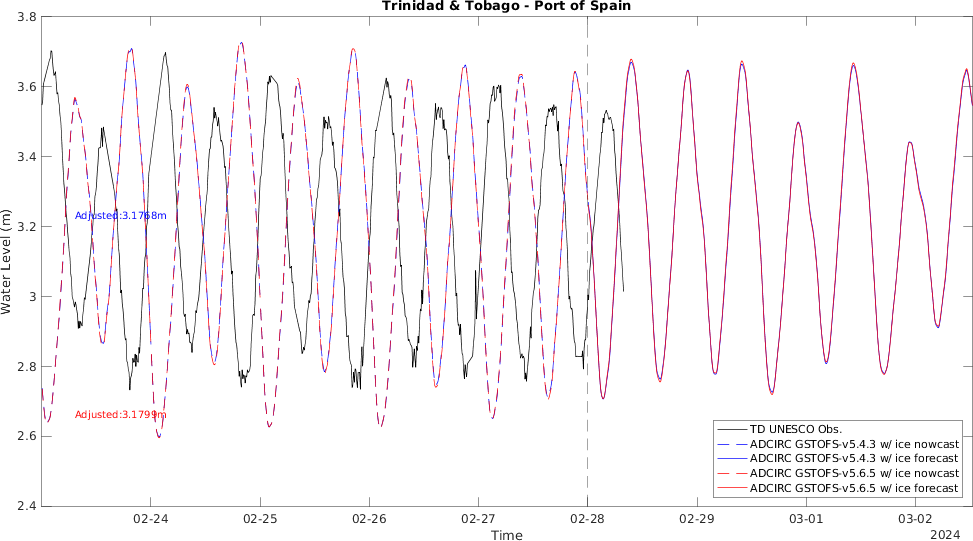 Trinidad & Tobago - Port of Spain
3.8
3.6
3.4
3.2
3
2.8
2.6
2.4
Water Level (m)
Adjusted:3.1768m
Adjusted:3.1799m
TD UNESCO Obs.
ADCIRC GSTOFS-v5.4.3 w/ ice nowcast
ADCIRC GSTOFS-v5.4.3 w/ ice forecast
ADCIRC GSTOFS-v5.6.5 w/ ice nowcast
ADCIRC GSTOFS-v5.6.5 w/ ice forecast
02-24 02-25 02-26 02-27 02-28 02-29 03-01 03-02
Time
2024